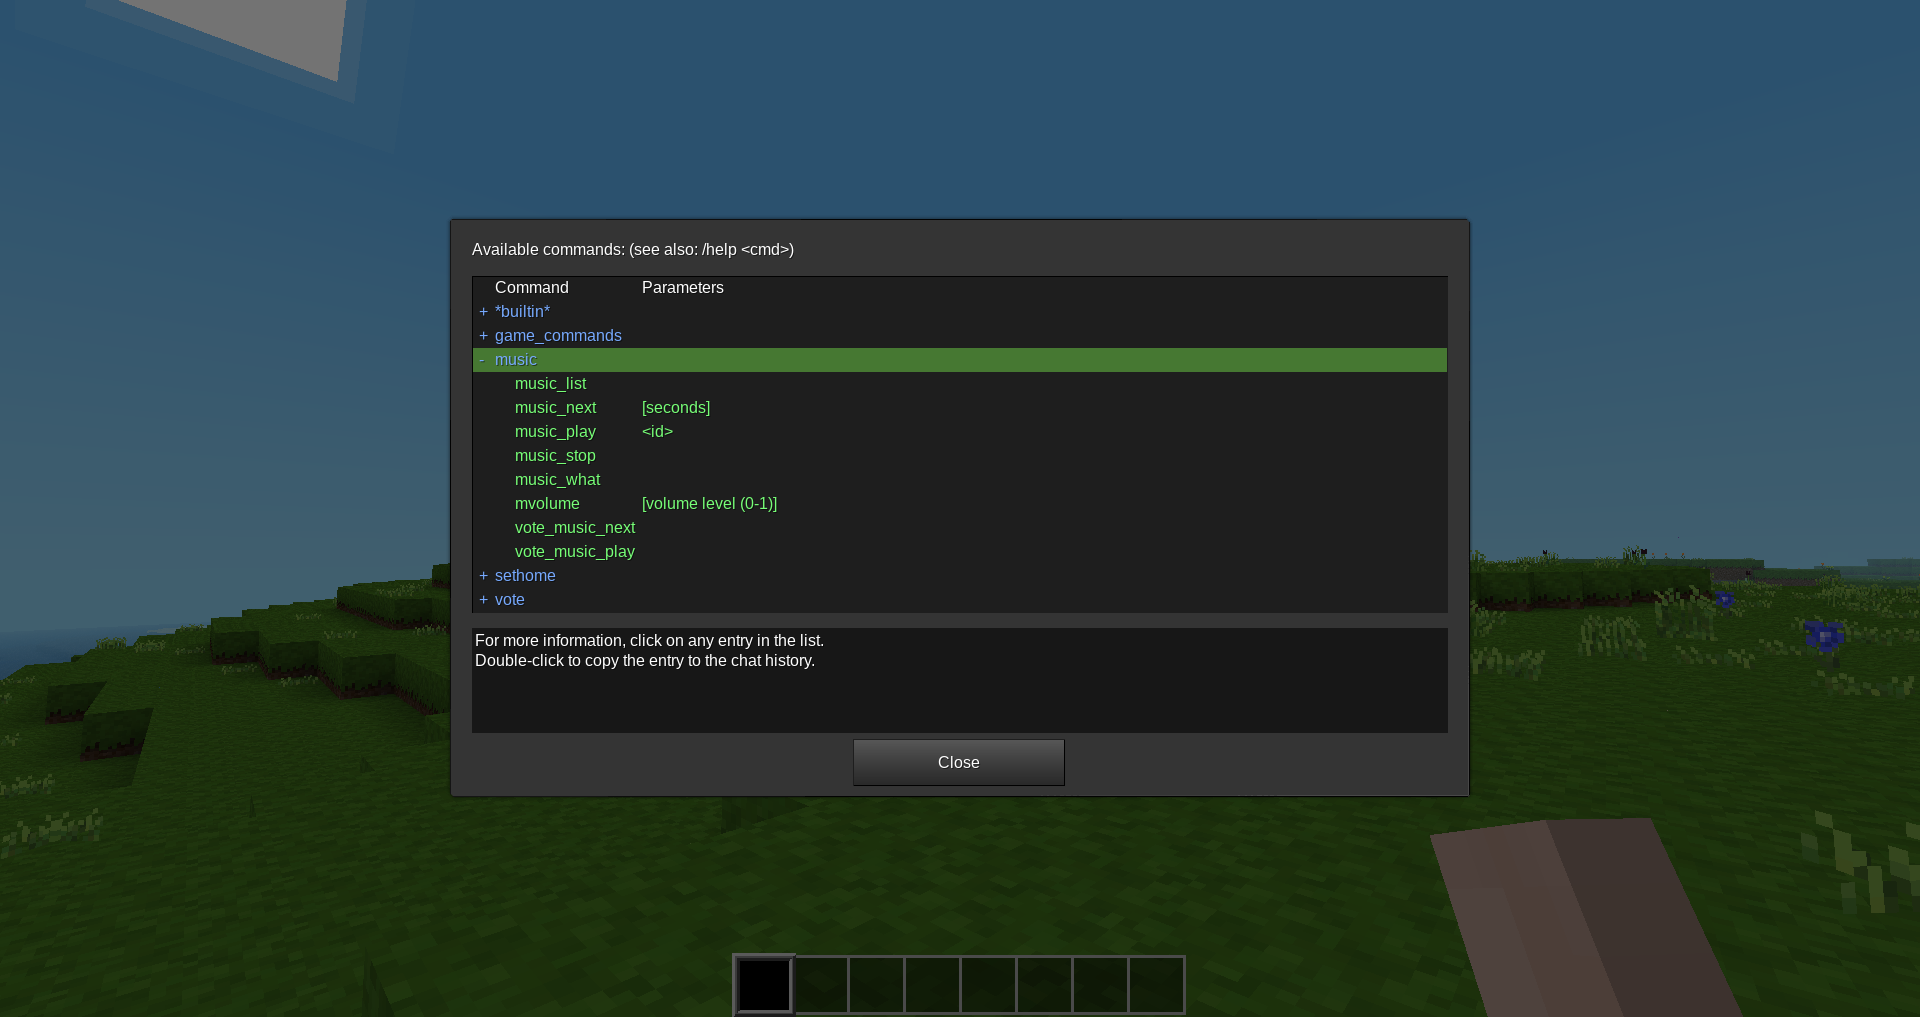 Available commands: (see also: /help <cmd>)
Command Parameters
+ *builtin*
+ game_commands
- music
music_list
music_next [seconds]
music_play <id>
music_stop
music_what
mvolume [volume level (0-1)]
vote_music_next
vote_music_play
+ sethome
+ vote
For more information, click on any entry in the list.
Double-click to copy the entry to the chat history.
Close